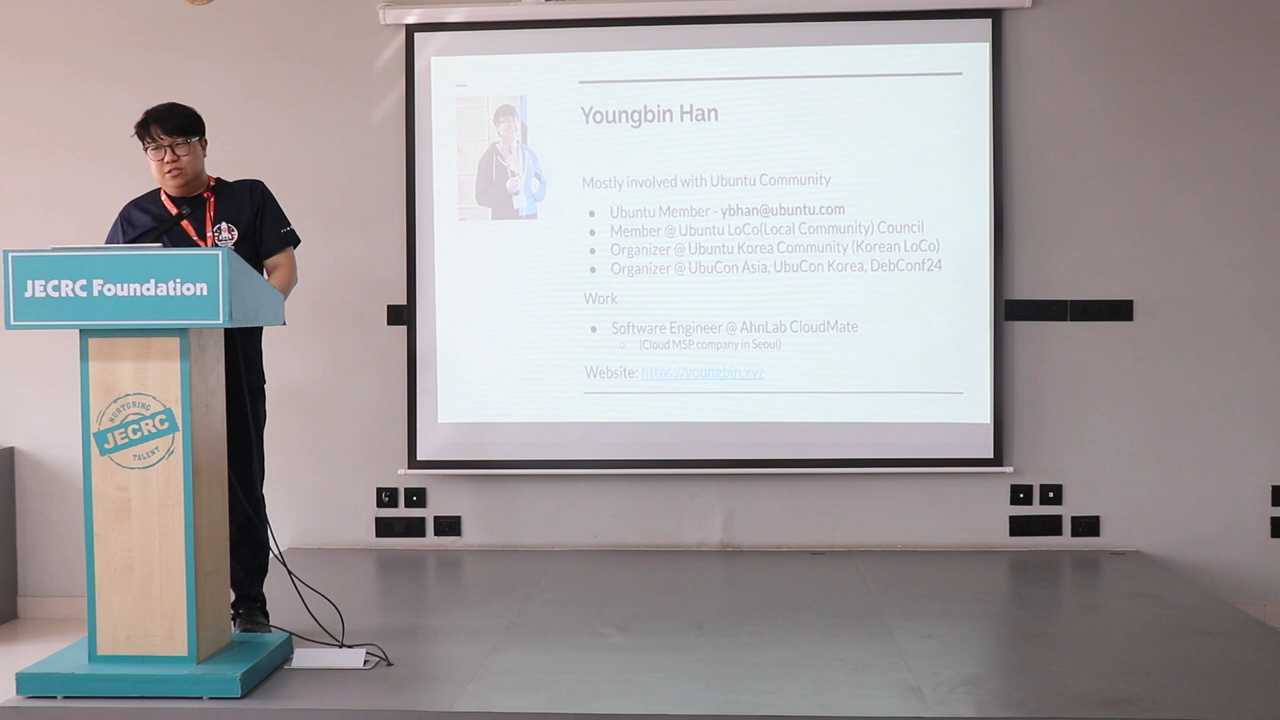 Youngbin Han
Mostly involved with Ubuntu Community
● Ubuntu Member - ybhan@ubuntu.com
● Member @ Ubuntu LoCo(Local Community) Council
● Organizer @ Ubuntu Korea Community (Korean LoCo)
● Organizer @ UbuCon Asia, UbuCon Korea, DebConf24
Work
● Software Engineer @ AhnLab CloudMate
○ (Cloud MSP company in Seoul)
Website: https://youngbin.xyz
JECRC Foundation
NURTURING
JECRC
TALENT